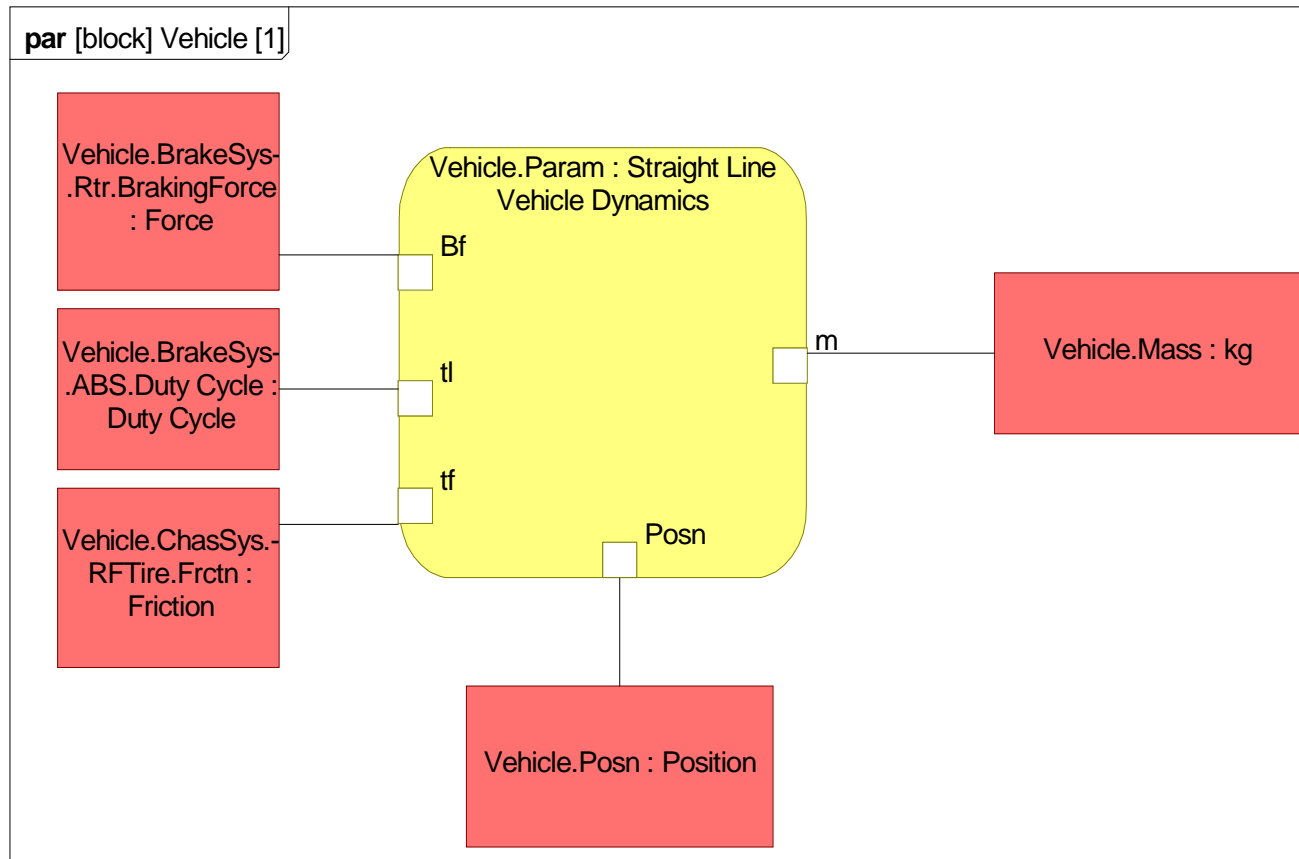 par [block] Vehicle [1]
Vehicle.BrakeSys-
.Rtr.BrakingForce
: Force
Vehicle.Param : Straight Line
Vehicle Dynamics
Bf
Vehicle.BrakeSys-
.ABS.Duty Cycle :
Duty Cycle
tl
m
Vehicle.Mass : kg
tf
Vehicle.ChasSys.-
RFTire.Frctn :
Friction
Posn
Vehicle.Posn : Position